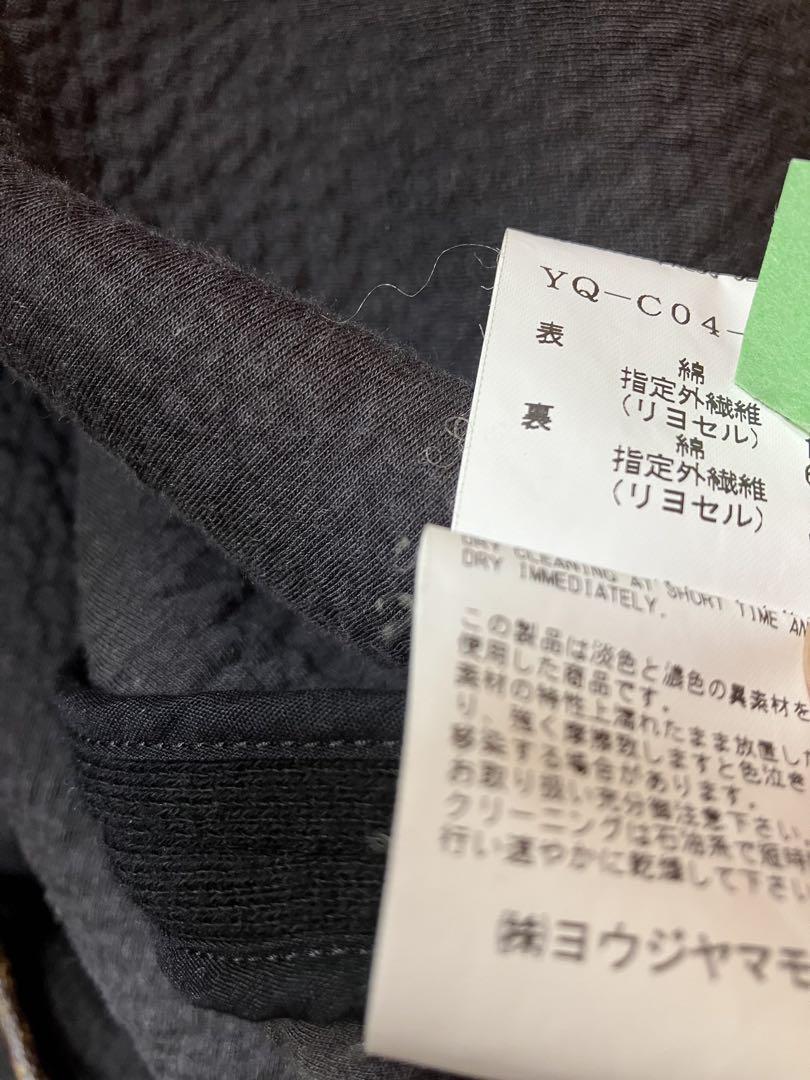 YQ-C04-
表
綿
指定外繊維
(リヨセル)
裏
綿
指定外繊維
(リヨセル)
DRY CLEANING AT SHORT TIME AN
DRY IMMEDIATELY.
この製品は淡色と濃色の異素材を
使用した商品です。
素材の特性上濡れたまま放置した
り、強く摩擦致しますと色泣き
移染する場合があります。
お取り扱い充分御注意下さい。
クリーニングは石油系で短時
行い速やかに乾燥して下さい
㈱ヨウジヤマモ